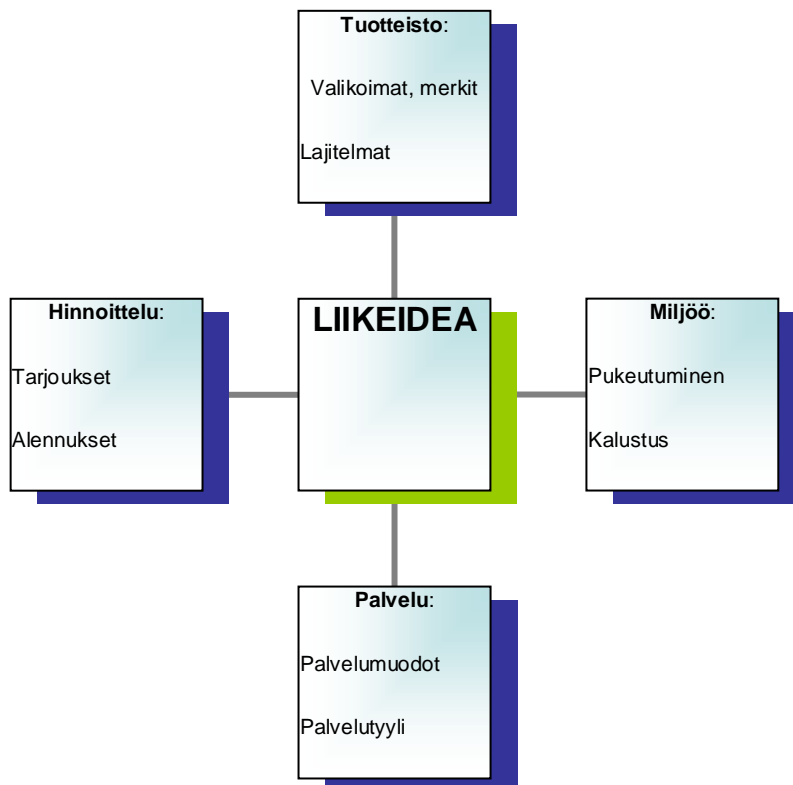 Tuotteisto:
Valikoimat, merkit
Lajitelmat
Hinnoittelu:
Tarjoukset
Alennukset
LIIKEIDEA
Miljöö:
Pukeutuminen
Kalustus
Palvelu:
Palvelumuodot
Palvelutyyli